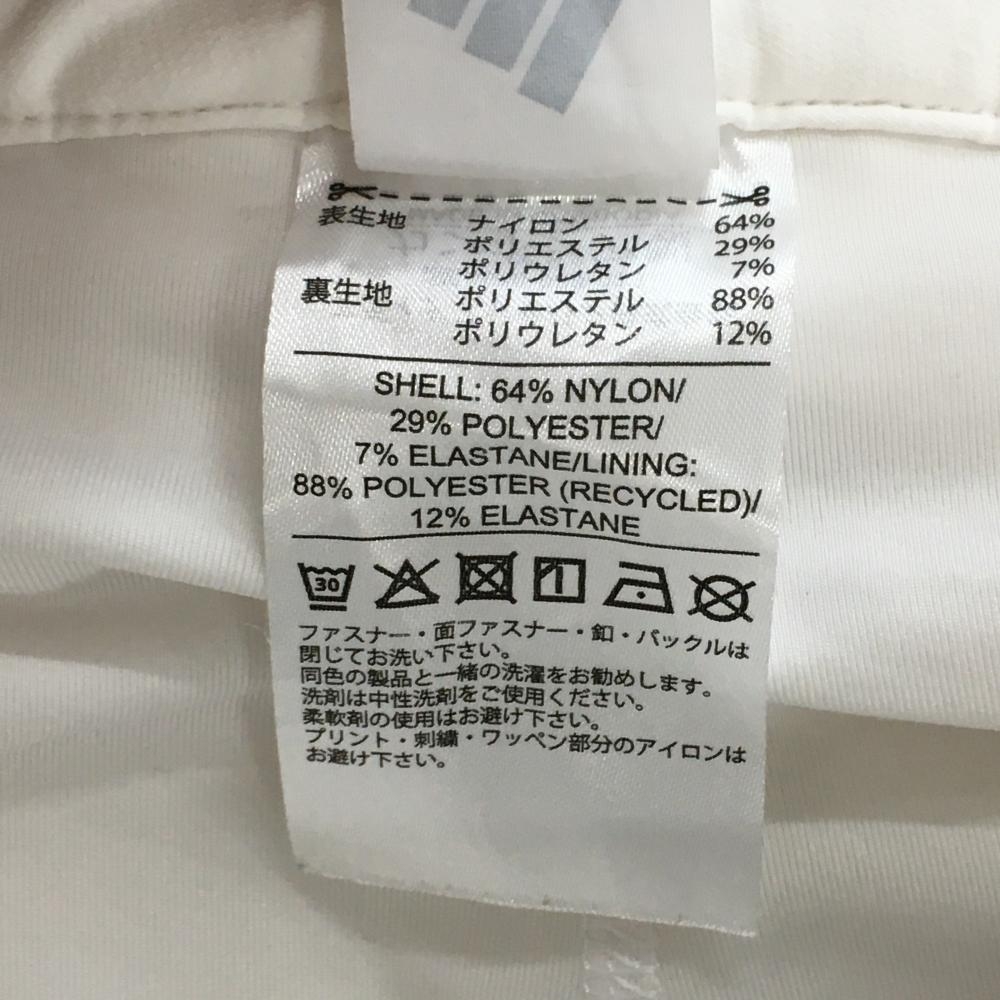 表生地 ナイロン 64%
ポリエステル 29%
ポリウレタン 7%
裏生地 ポリエステル 88%
ポリウレタン 12%
SHELL: 64% NYLON/
29% POLYESTER/
7% ELASTANE/LINING:
88% POLYESTER (RECYCLED)/
12% ELASTANE
30
ファスナー・面ファスナー・釦・バックルは
閉じてお洗い下さい。
同色の製品と一緒の洗濯をお勧めします。
洗剤は中性洗剤をご使用ください。
柔軟剤の使用はお避け下さい。
プリント・刺繍・ワッペン部分のアイロンは
お避け下さい。